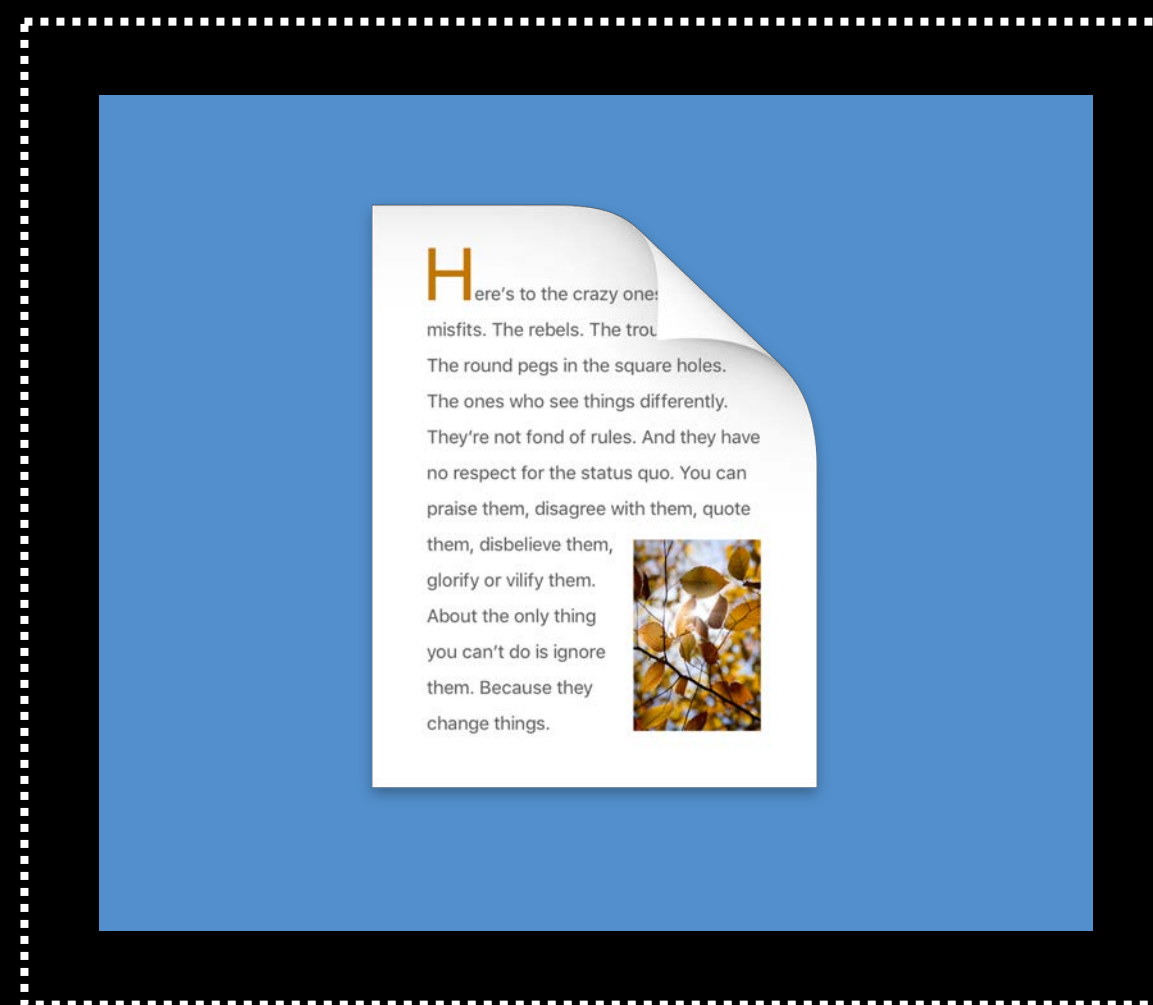 Here’s to the crazy ones
misfits. The rebels. The
The round pegs in the square holes.
The ones who see things differently.
They’re not fond of rules. And they have
no respect for the status quo. You can
praise them, disagree with them, quote
them, disbelieve them,
glorify or vilify them.
About the only thing
you can’t do is ignore
them. Because they
change things.